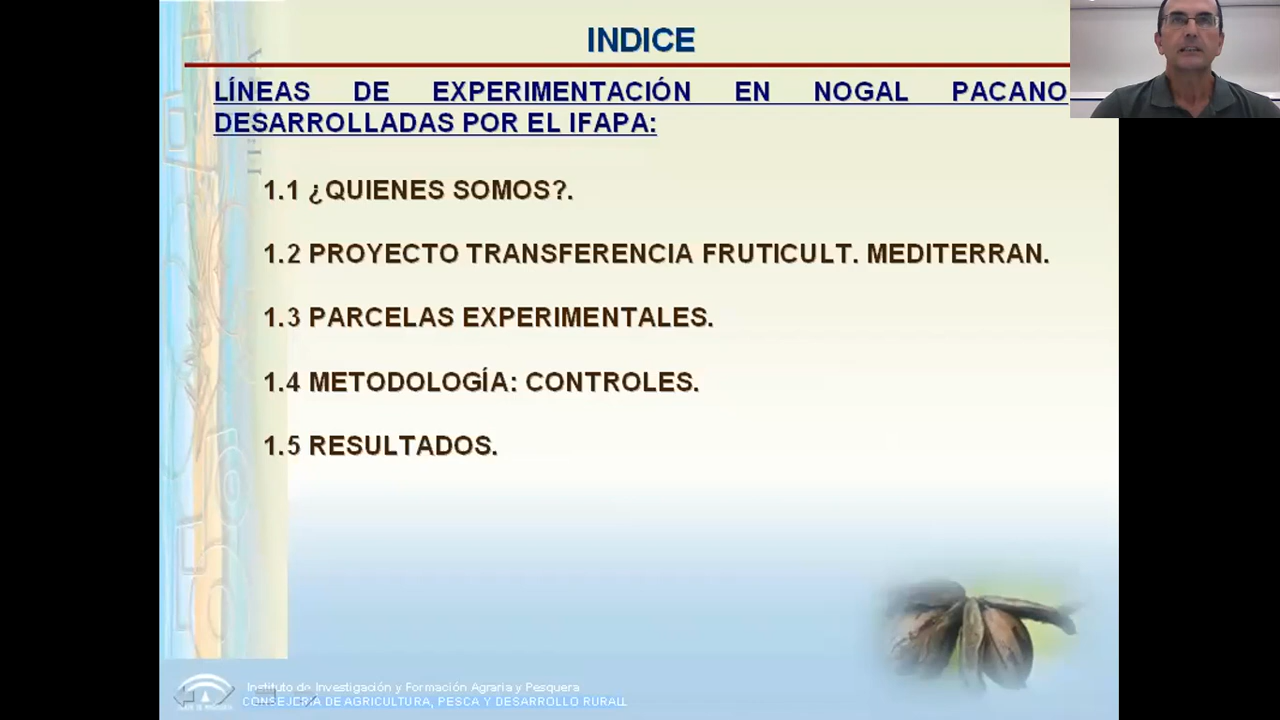 INDICE
LÍNEAS DE EXPERIMENTACIÓN EN NOGAL PACANO
DESARROLLADAS POR EL IFAPA:
1.1 ¿QUIENES SOMOS?.
1.2 PROYECTO TRANSFERENCIA FRUTICULT. MEDITERRAN.
1.3 PARCELAS EXPERIMENTALES.
1.4 METODOLOGÍA: CONTROLES.
1.5 RESULTADOS.
Instituto de Investigación y Formación Agraria y Pesquera
CONSEJERIA DE AGRICULTURA, PESCA Y DESARROLLO RURAL